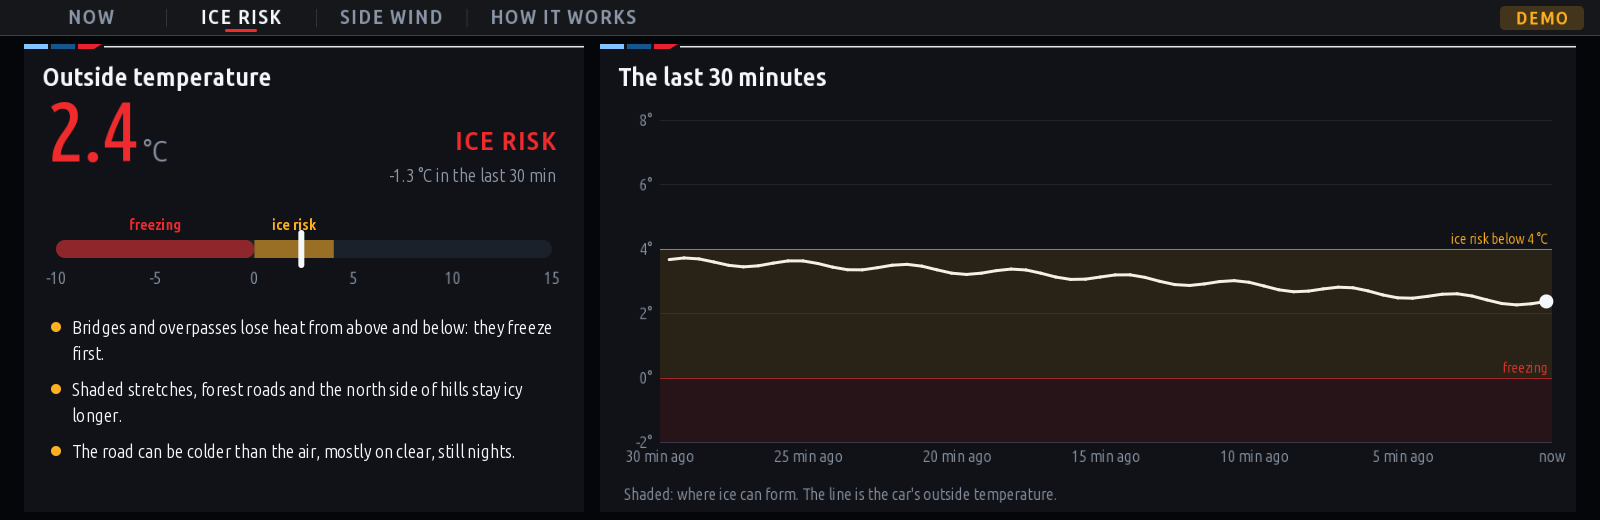 NOW
ICE RISK
SIDE WIND
HOW IT WORKS
DEMO
Outside temperature
2.4 °C
ICE RISK
-1.3 °C in the last 30 min
freezing
ice risk
-10 -5 0 5 10 15
Bridges and overpasses lose heat from above and below: they freeze
first.
Shaded stretches, forest roads and the north side of hills stay icy
longer.
The road can be colder than the air, mostly on clear, still nights.
The last 30 minutes
8°
6°
ice risk below 4 °C
4°
2°
freezing
0°
-2°
30 min ago 25 min ago 20 min ago 15 min ago 10 min ago 5 min ago now
Shaded: where ice can form. The line is the car's outside temperature.